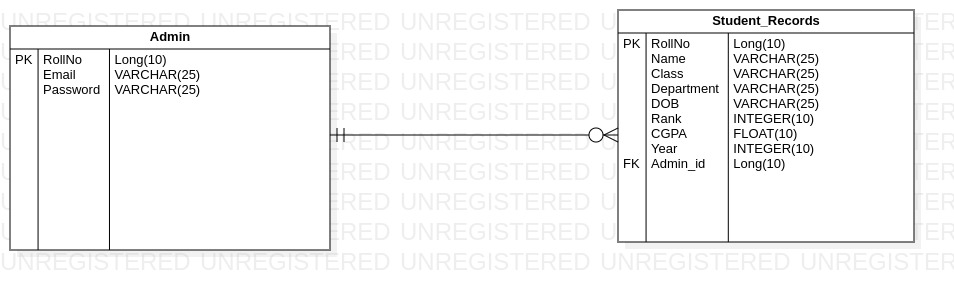 Admin
PK RollNo Long(10)
Email VARCHAR(25)
Password VARCHAR(25)
Student_Records
PK RollNo Long(10)
Name VARCHAR(25)
Class VARCHAR(25)
Department VARCHAR(25)
DOB VARCHAR(25)
Rank INTEGER(10)
CGPA FLOAT(10)
Year INTEGER(10)
FK Admin_id Long(10)
UNREGISTERED UNREGISTERED UNREGISTERED UNREGISTERED UNREGISTERED